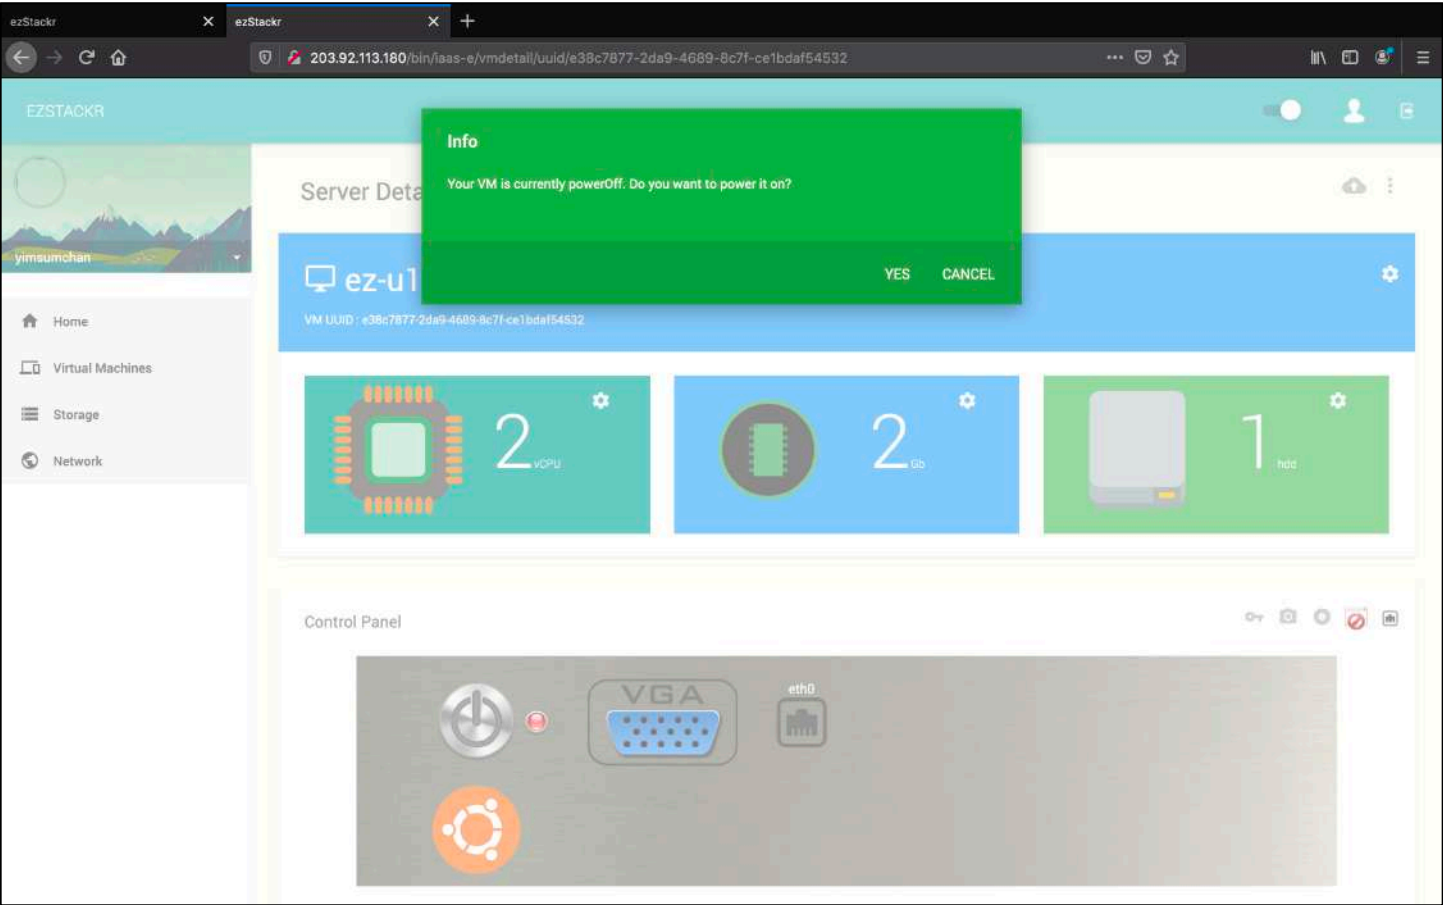 ezStackr
ezStackr
203.92.113.180/bin/iaas-e/vmdetail/uuid/e38c7877-2da9-4689-8c7f-ce1bdaf54532
EZSTACKR
Info
Your VM is currently powerOff. Do you want to power it on?
YES CANCEL
Server Deta
yimsumchan
ez-u1
VM UUID : e38c7877-2da9-4689-8c7f-ce1bdaf54532
Home
Virtual Machines
Storage
Network
2 vCPU
2 Gb
1 hdd
Control Panel
VGA
eth0